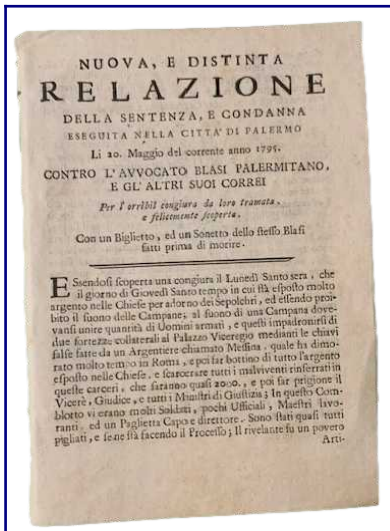 NUOVA, E DISTINTA
RELAZIONE
DELLA SENTENZA, E CONDANNA
ESEGUITA NELLA CITTA' DI PALERMO
Li 20. Maggio del corrente anno 1795.
CONTRO L'AVVOCATO BLASI PALERMITANO,
E GL' ALTRI SUOI CORREI
Per l'orribil congiura da loro tramata,
e felicemente scoperta.
Con un Biglietto, ed un Sonetto dello stesso Blasi
fatti prima di morire.
ESsendosi scoperta una congiura il Lunedì Santo sera, che
il giorno di Giovedì Santo tempo in cui stà esposto molto
argento nelle Chiese per adorno dei Sepolchri, ed essendo proi-
bito il suono delle Campane; al suono di una Campana dove-
vansi unire quantità di Uomini armati, e questi impadronirsi di
due fortezze collaterali al Palazzo Viceregio medianti le chiavi
false fatte da un Argentiere chiamato Messina, quale ha dimo-
rato molto tempo in Roma, e poi far bottino di tutto l'argento
esposto nelle Chiese, e scarocrare tutti i malviventi rinserrati in
queste carceri, che saranno quasi 2000., e poi far prigione il
Vicerè, Giudice, e tutti i Ministri di Giustizia; In questo Com-
blotto vi erano molti Soldati, pochi Uffiziali, Maestri lavo-
ranti, ed un Paglietta Capo e direttore. Sono stati quasi tutti
pigliati, e se ne stà facendo il Processo; Il rivelante fu un povero
Arti-